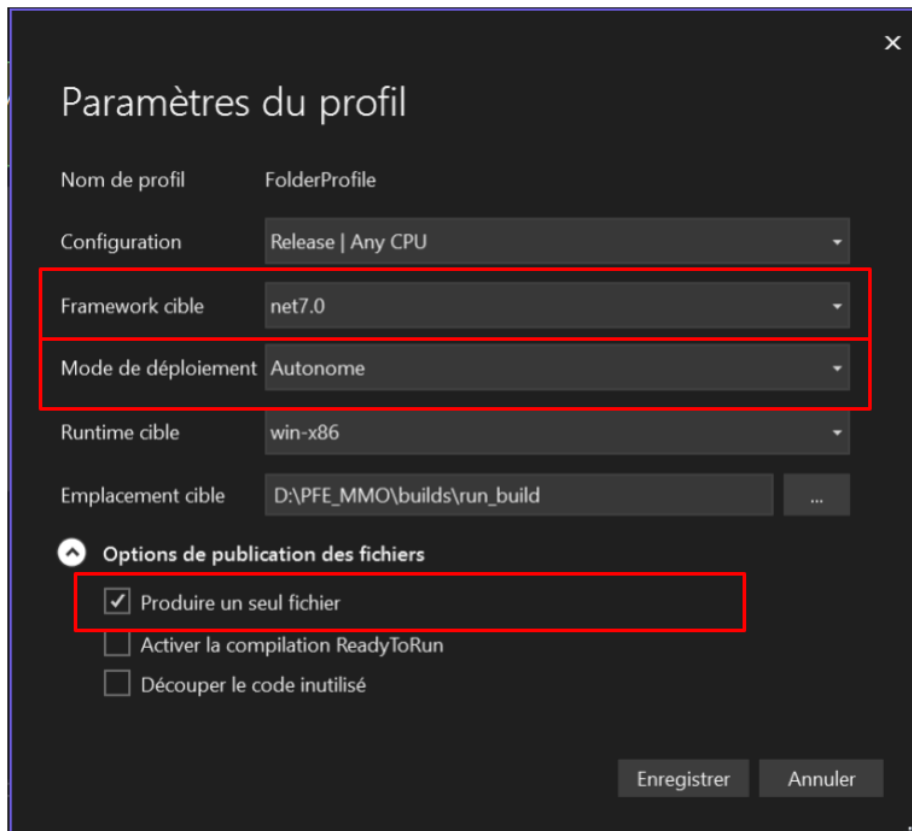 Paramètres du profil
Nom de profil FolderProfile
Configuration Release | Any CPU
Framework cible net7.0
Mode de déploiement Autonome
Runtime cible win-x86
Emplacement cible D:\PFE_MMO\builds\run_build ...
Options de publication des fichiers
Produire un seul fichier
Activer la compilation ReadyToRun
Découper le code inutilisé
Enregistrer Annuler